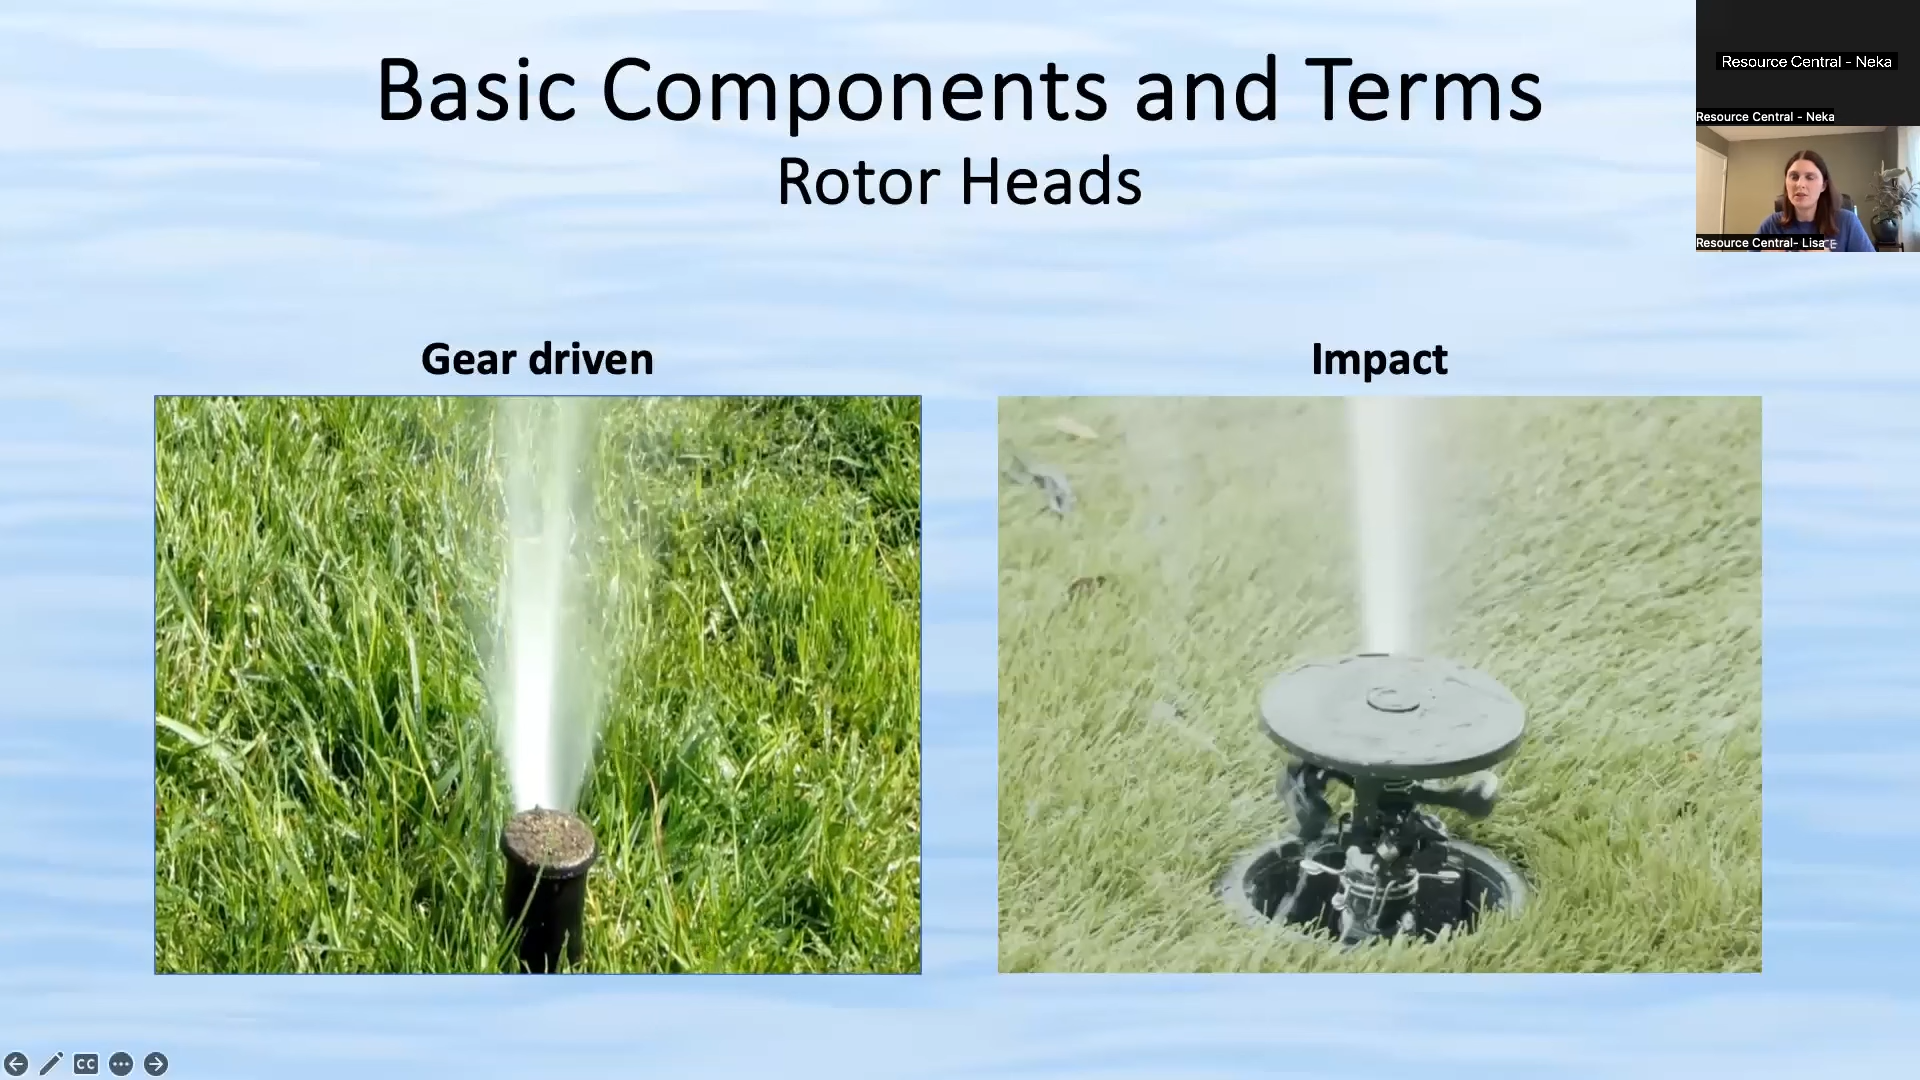 Basic Components and Terms
Rotor Heads
Resource Central - Neka
Resource Central - Neka
Resource Central- Lisa
Gear driven
Impact
CC